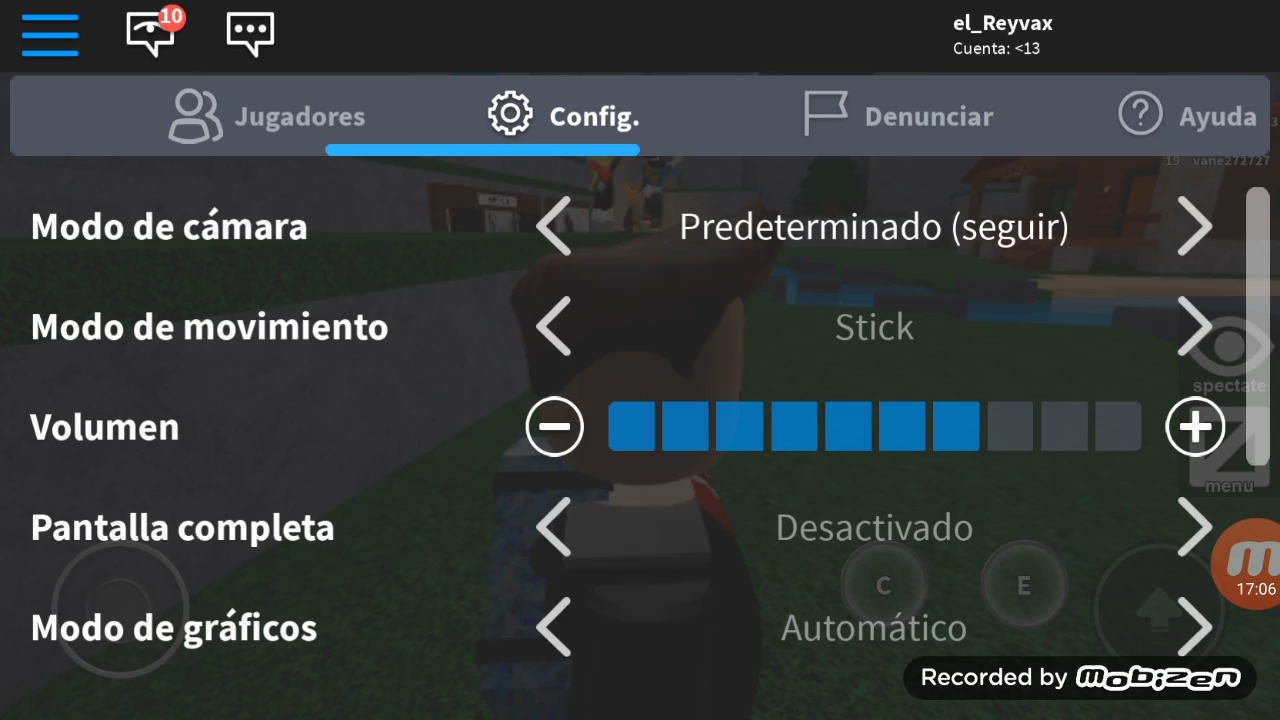 10
el_Reyvax
Cuenta: <13
Jugadores
Config.
Denunciar
Ayuda
19 vane272727
Modo de cámara
Predeterminado (seguir)
Modo de movimiento
Stick
spectate
Volumen
menu
Pantalla completa
Desactivado
C
E
17:06
Modo de gráficos
Automático
Recorded by mobizen